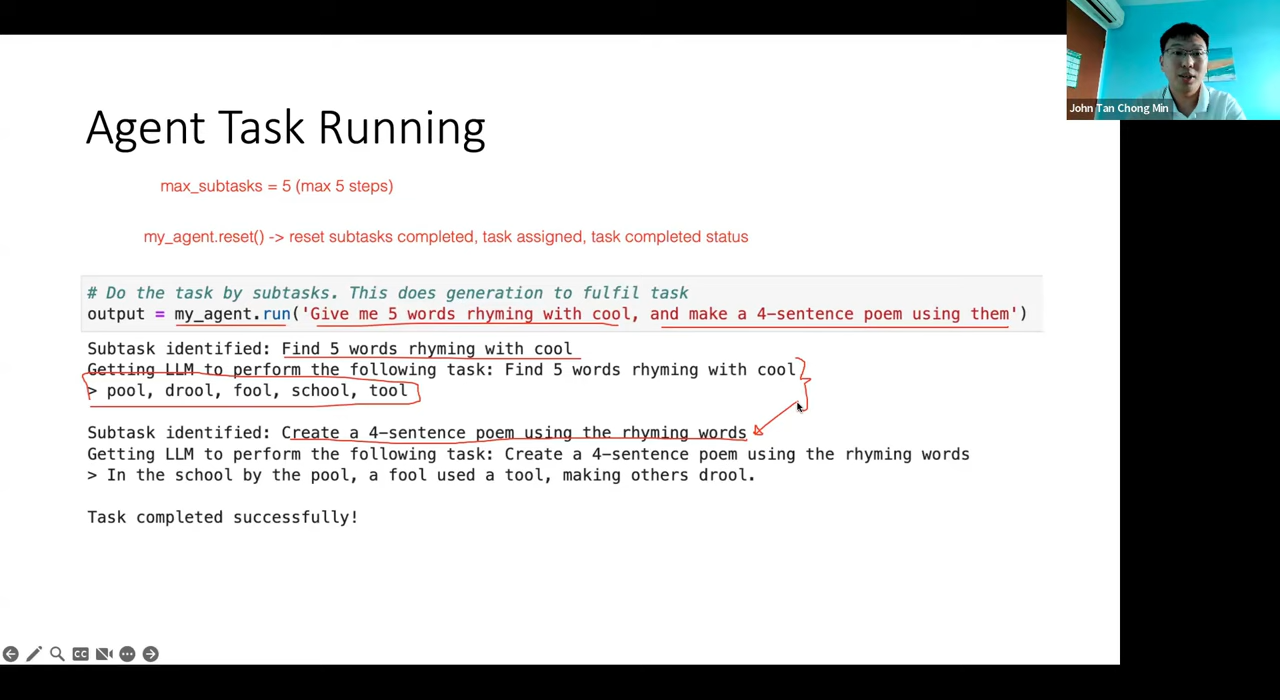 John Tan Chong Min
Agent Task Running
max_subtasks = 5 (max 5 steps)
my_agent.reset() -> reset subtasks completed, task assigned, task completed status
# Do the task by subtasks. This does generation to fulfil task
output = my_agent.run('Give me 5 words rhyming with cool, and make a 4-sentence poem using them')
Subtask identified: Find 5 words rhyming with cool
Getting LLM to perform the following task: Find 5 words rhyming with cool
> pool, drool, fool, school, tool
Subtask identified: Create a 4-sentence poem using the rhyming words
Getting LLM to perform the following task: Create a 4-sentence poem using the rhyming words
> In the school by the pool, a fool used a tool, making others drool.
Task completed successfully!
CC